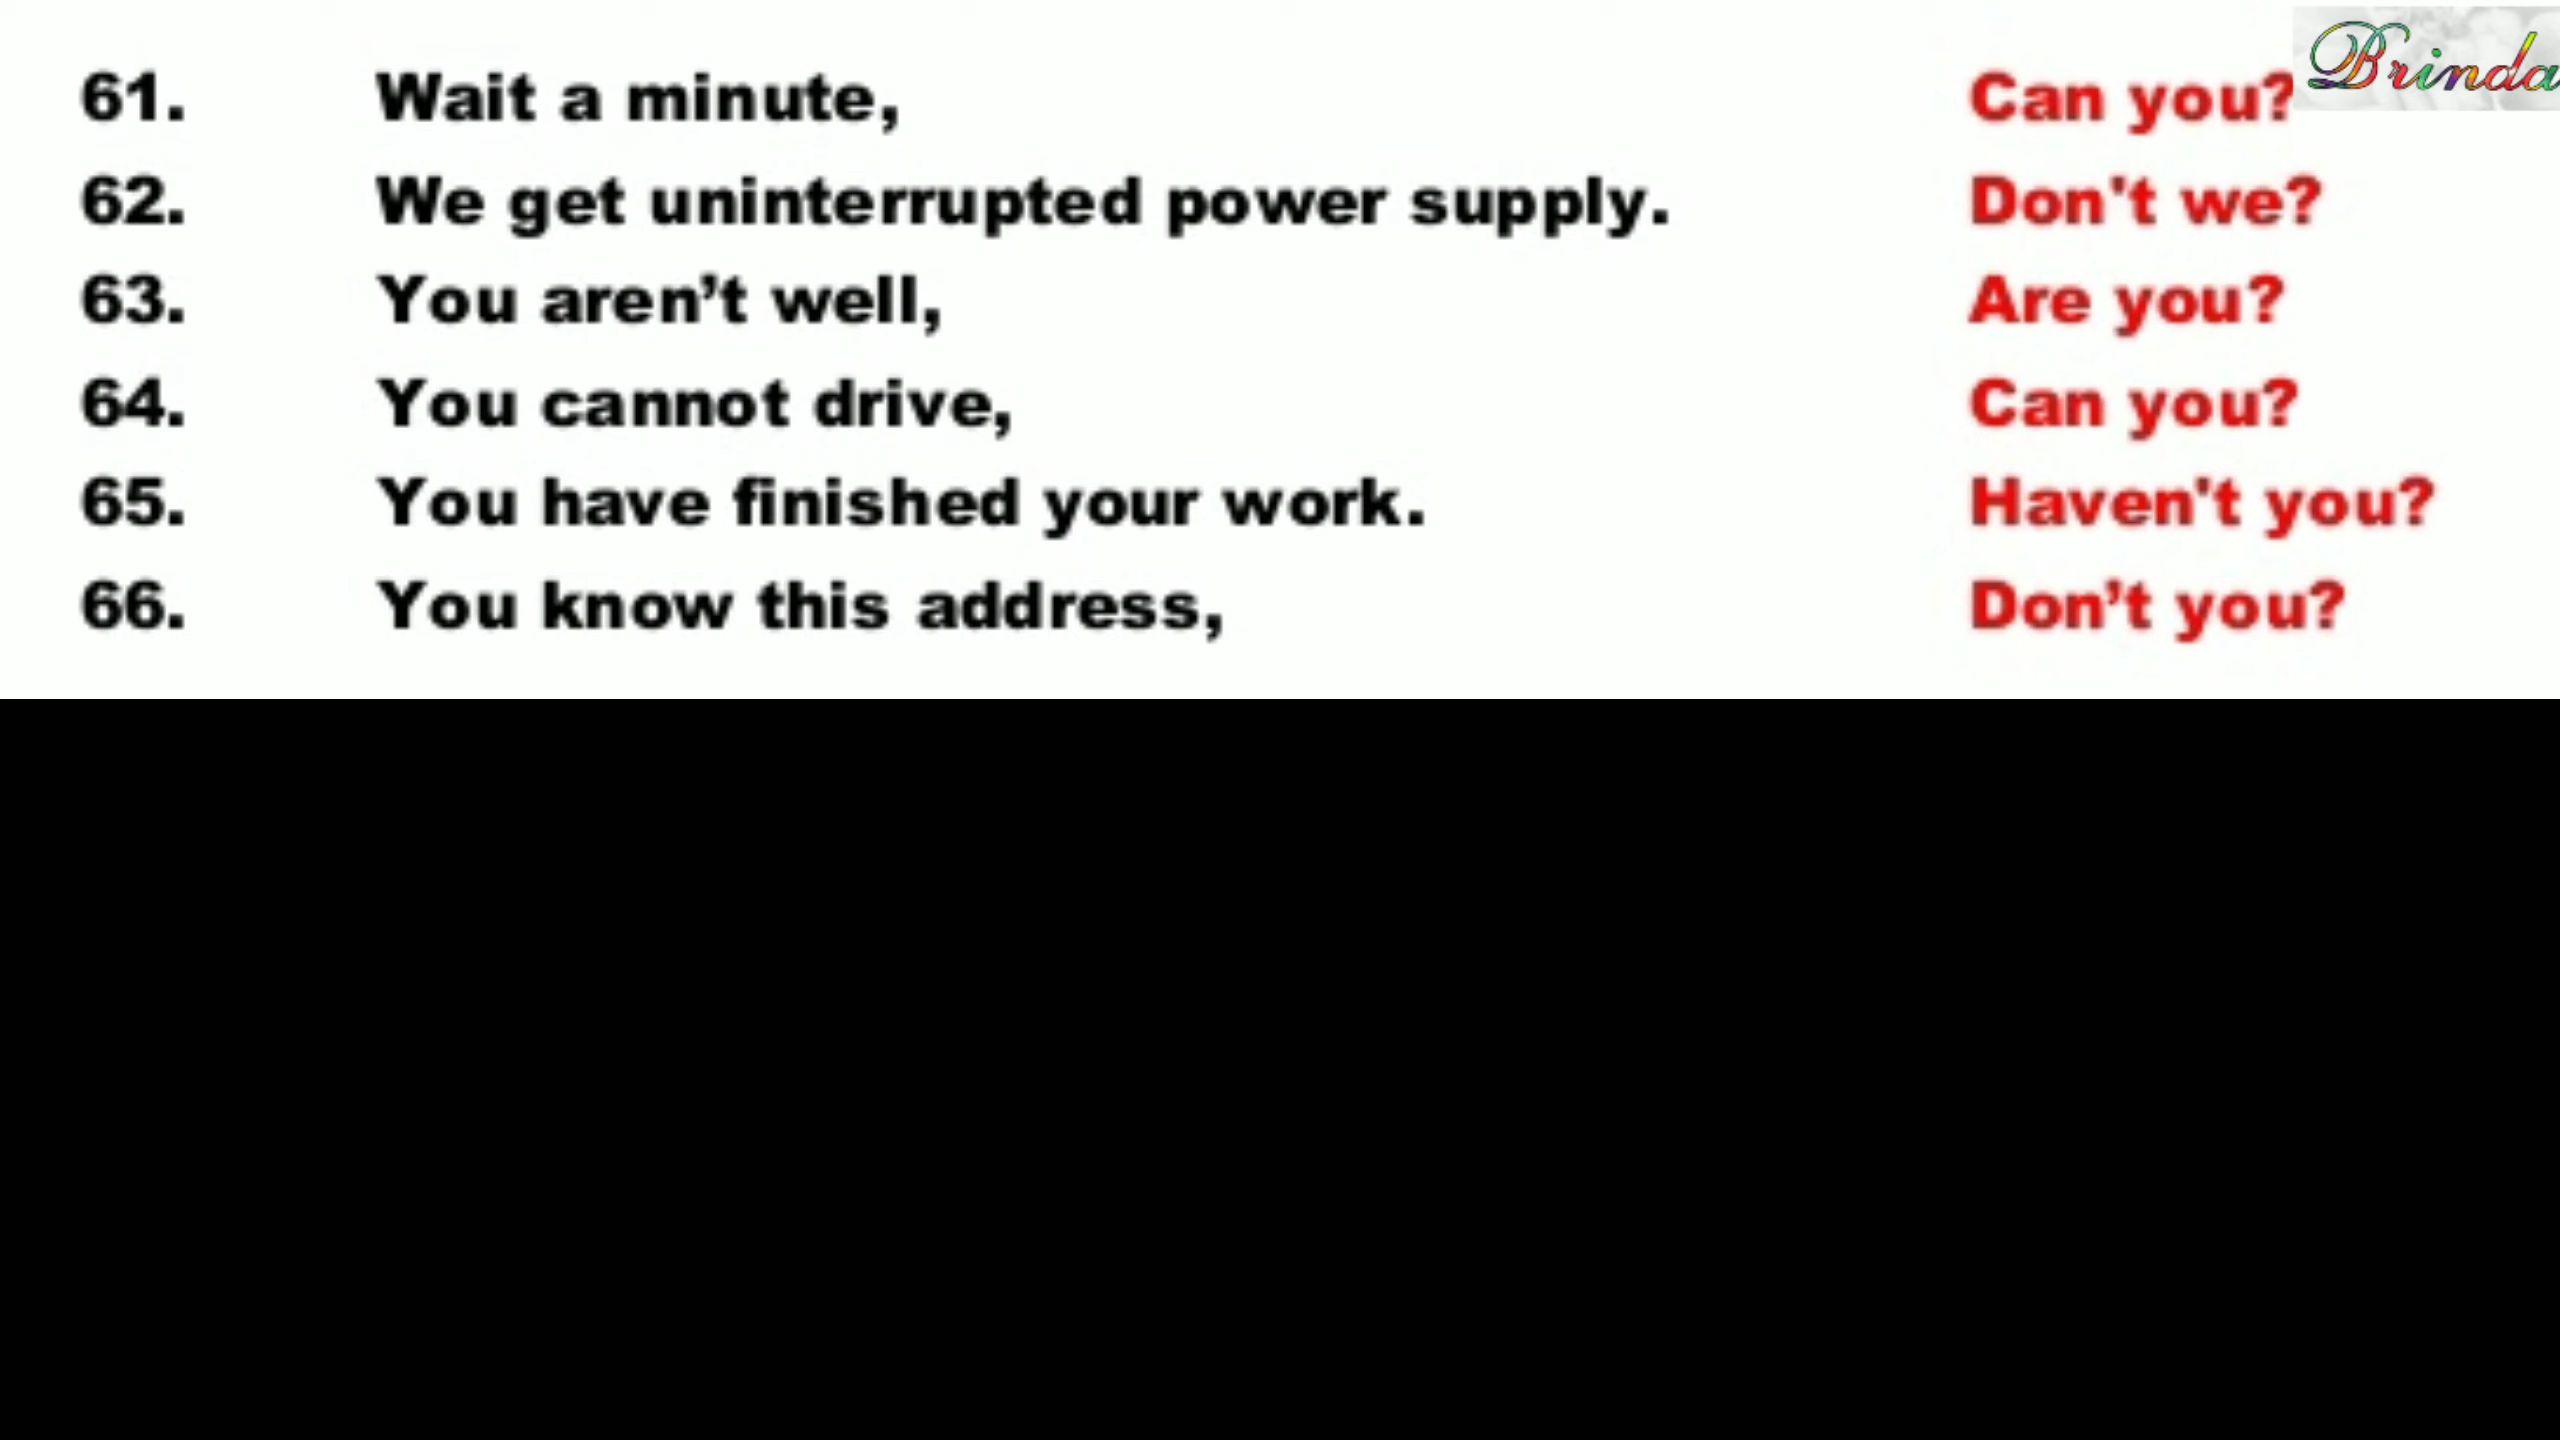 61. Wait a minute, Can you?
62. We get uninterrupted power supply. Don't we?
63. You aren’t well, Are you?
64. You cannot drive, Can you?
65. You have finished your work. Haven't you?
66. You know this address, Don’t you?
Brinda